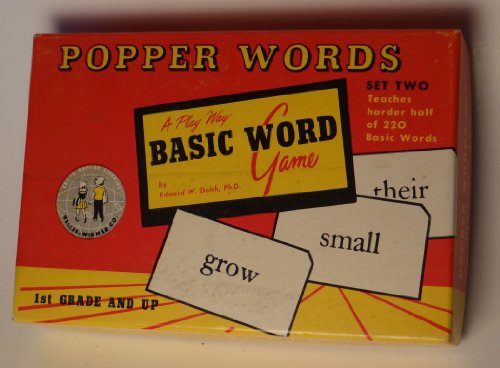 POPPER WORDS
SET TWO
Teaches
harder half
of 220
Basic Words
A Play Way
BASIC WORD
Game
by
Edward W. Dolch, Ph.D.
their
small
grow
1st GRADE AND UP